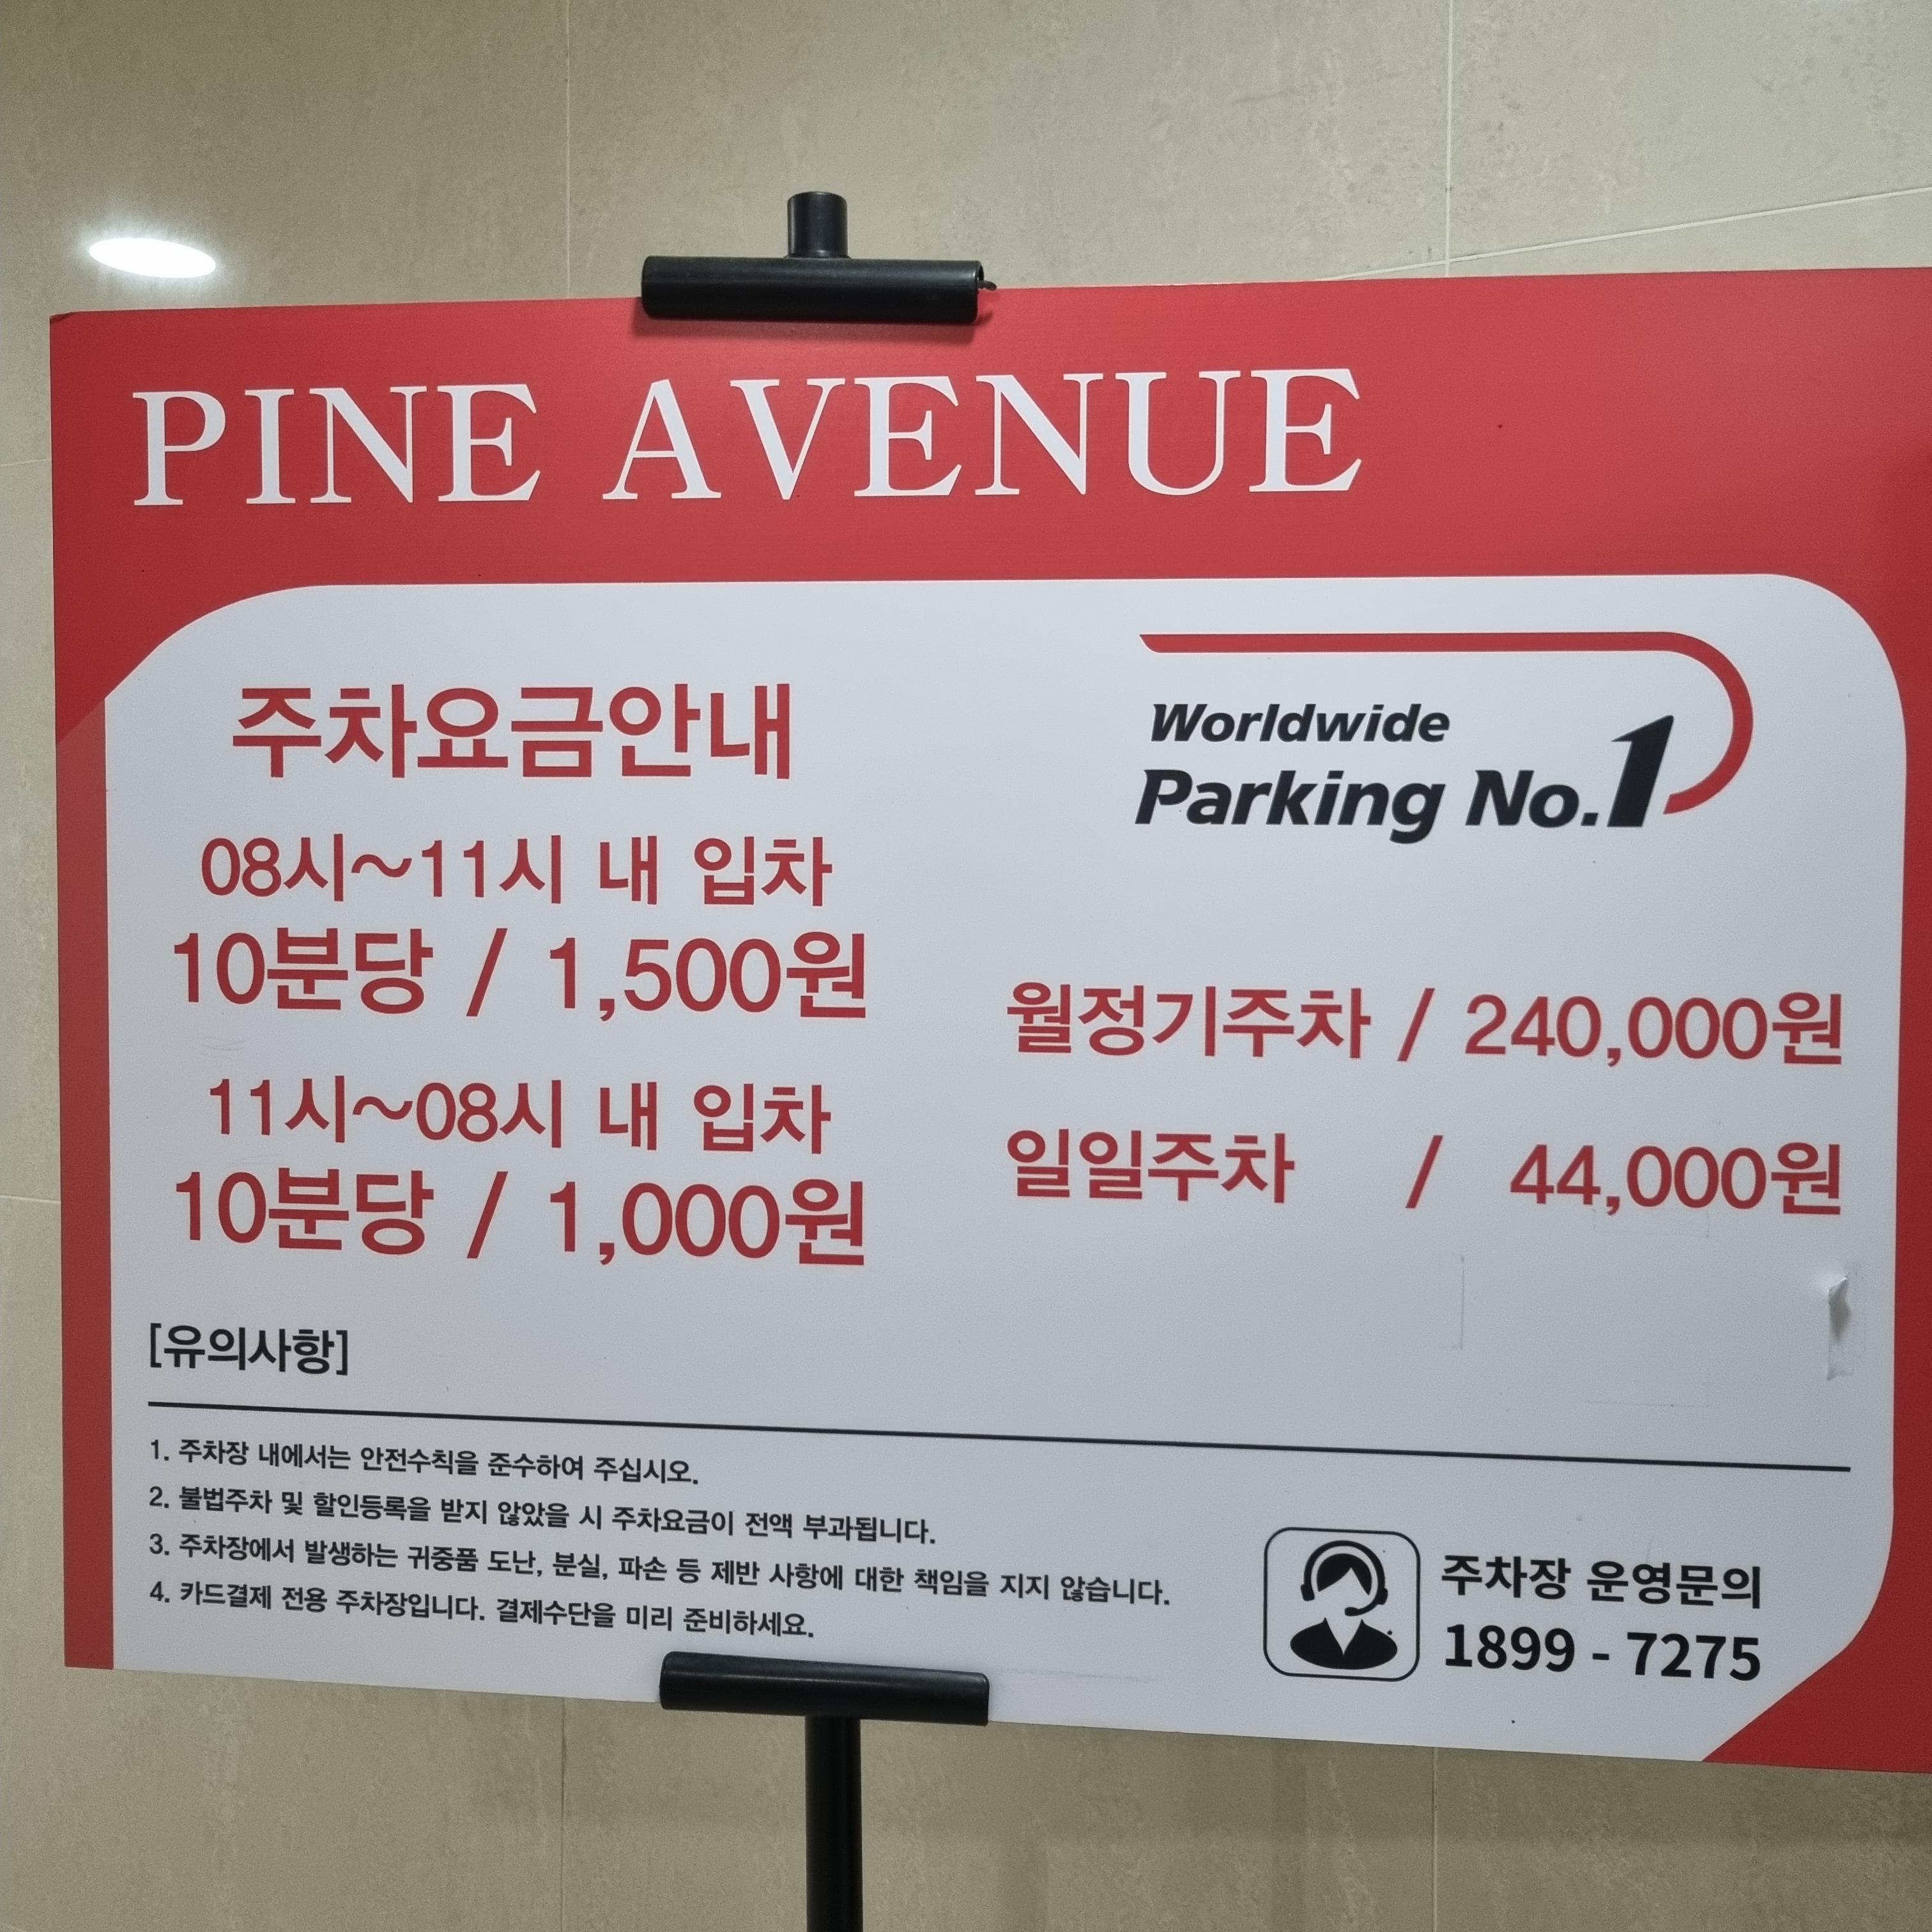 PINE AVENUE
주차요금안내
08시~11시 내 입차
10분당 / 1,500원
11시~08시 내 입차
10분당 / 1,000원
Worldwide
Parking No.1
월정기주차 / 240,000원
일일주차 / 44,000원
[유의사항]
1. 주차장 내에서는 안전수칙을 준수하여 주십시오.
2. 불법주차 및 할인등록을 받지 않았을 시 주차요금이 전액 부과됩니다.
3. 주차장에서 발생하는 귀중품 도난, 분실, 파손 등 제반 사항에 대한 책임을 지지 않습니다.
4. 카드결제 전용 주차장입니다. 결제수단을 미리 준비하세요.
주차장 운영문의
1899 - 7275